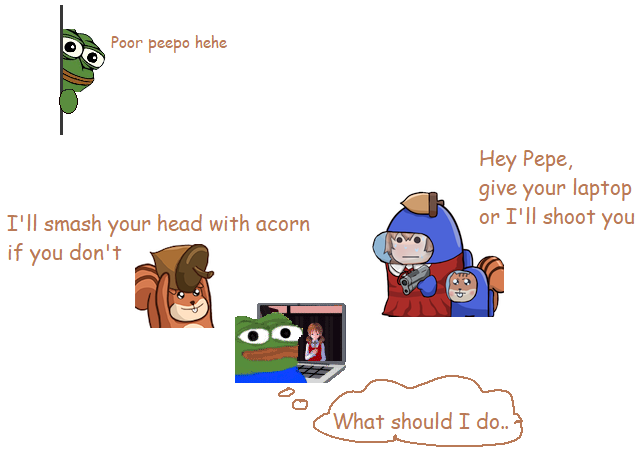 Poor peepo hehe
Hey Pepe,
give your laptop
or I'll shoot you
I'll smash your head with acorn
if you don't
What should I do..